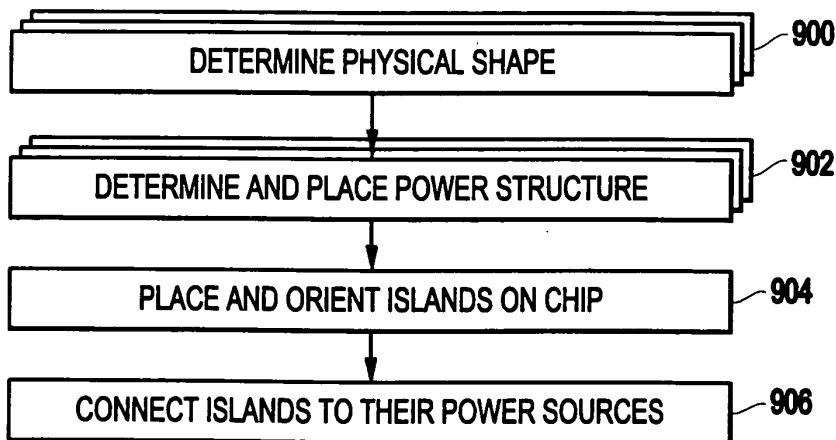 DETERMINE PHYSICAL SHAPE 900
DETERMINE AND PLACE POWER STRUCTURE 902
PLACE AND ORIENT ISLANDS ON CHIP 904
CONNECT ISLANDS TO THEIR POWER SOURCES 906